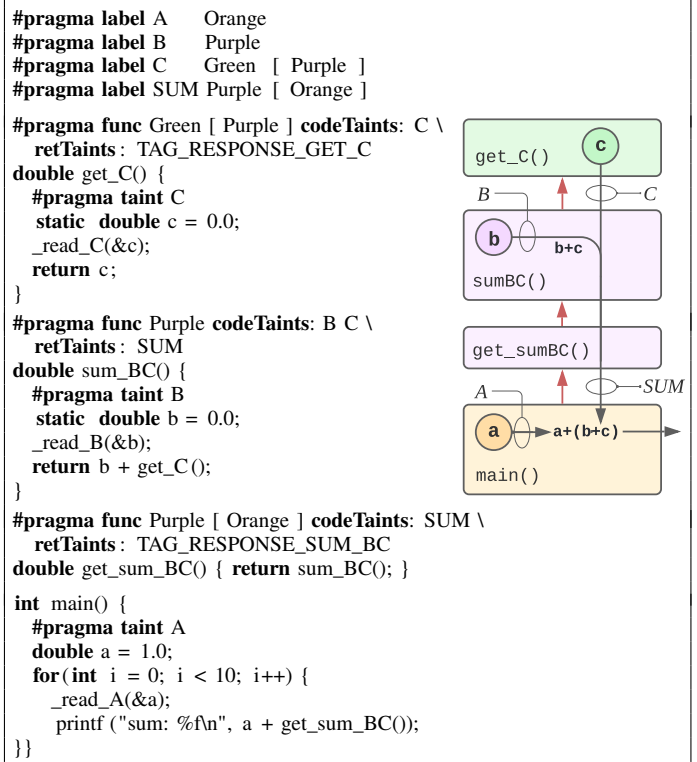 #pragma label A Orange
#pragma label B Purple
#pragma label C Green [ Purple ]
#pragma label SUM Purple [ Orange ]
#pragma func Green [ Purple ] codeTaints: C \
retTaints: TAG_RESPONSE_GET_C
double get_C() {
#pragma taint C
static double c = 0.0;
_read_C(&c);
return c;
}
#pragma func Purple codeTaints: B C \
retTaints: SUM
double sum_BC() {
#pragma taint B
static double b = 0.0;
_read_B(&b);
return b + get_C();
}
#pragma func Purple [ Orange ] codeTaints: SUM \
retTaints: TAG_RESPONSE_SUM_BC
double get_sum_BC() { return sum_BC(); }
int main() {
#pragma taint A
double a = 1.0;
for(int i = 0; i < 10; i++) {
_read_A(&a);
printf ("sum: %f\n", a + get_sum_BC());
}}
get_C()
c
B
C
b
b+c
sumBC()
get_sumBC()
A
SUM
a
a+(b+c)
main()